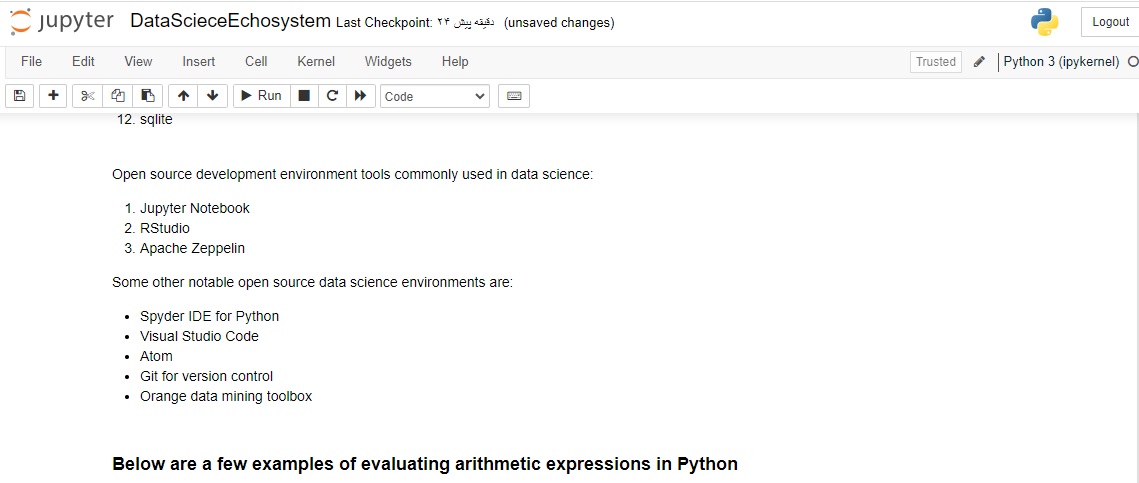 jupyter DataScieceEchosystem Last Checkpoint: ۲۴ دقیقه پیش (unsaved changes) Logout
File Edit View Insert Cell Kernel Widgets Help Trusted Python 3 (ipykernel)
Run Code
12. sqlite
Open source development environment tools commonly used in data science:
1. Jupyter Notebook
2. RStudio
3. Apache Zeppelin
Some other notable open source data science environments are:
• Spyder IDE for Python
• Visual Studio Code
• Atom
• Git for version control
• Orange data mining toolbox
Below are a few examples of evaluating arithmetic expressions in Python